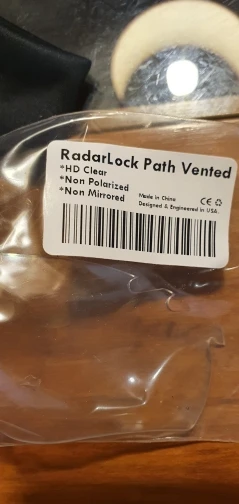 RadarLock Path Vented
*HD Clear
*Non Polarized
*Non Mirrored
Made in China
Designed & Engineered in USA.
CE